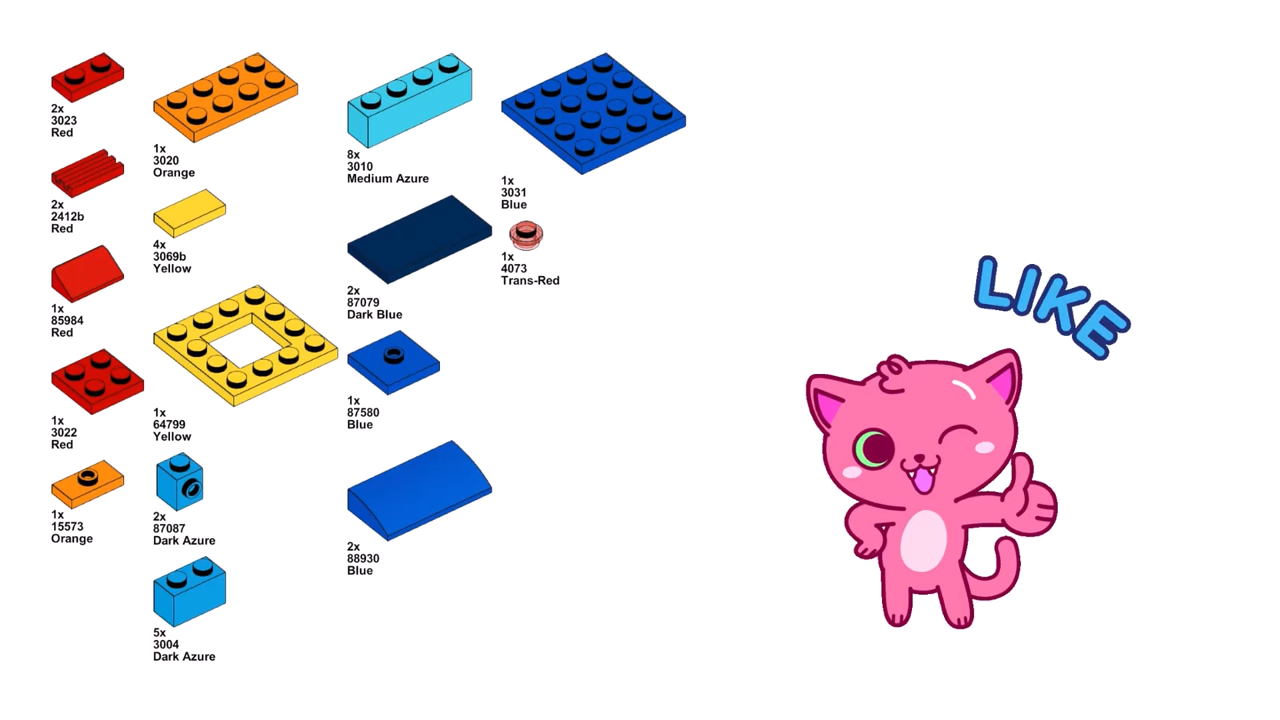 2x
3023
Red
2x
2412b
Red
1x
85984
Red
1x
3022
Red
1x
15573
Orange
1x
3020
Orange
4x
3069b
Yellow
1x
64799
Yellow
2x
87087
Dark Azure
5x
3004
Dark Azure
8x
3010
Medium Azure
2x
87079
Dark Blue
1x
87580
Blue
2x
88930
Blue
1x
3031
Blue
1x
4073
Trans-Red
LIKE